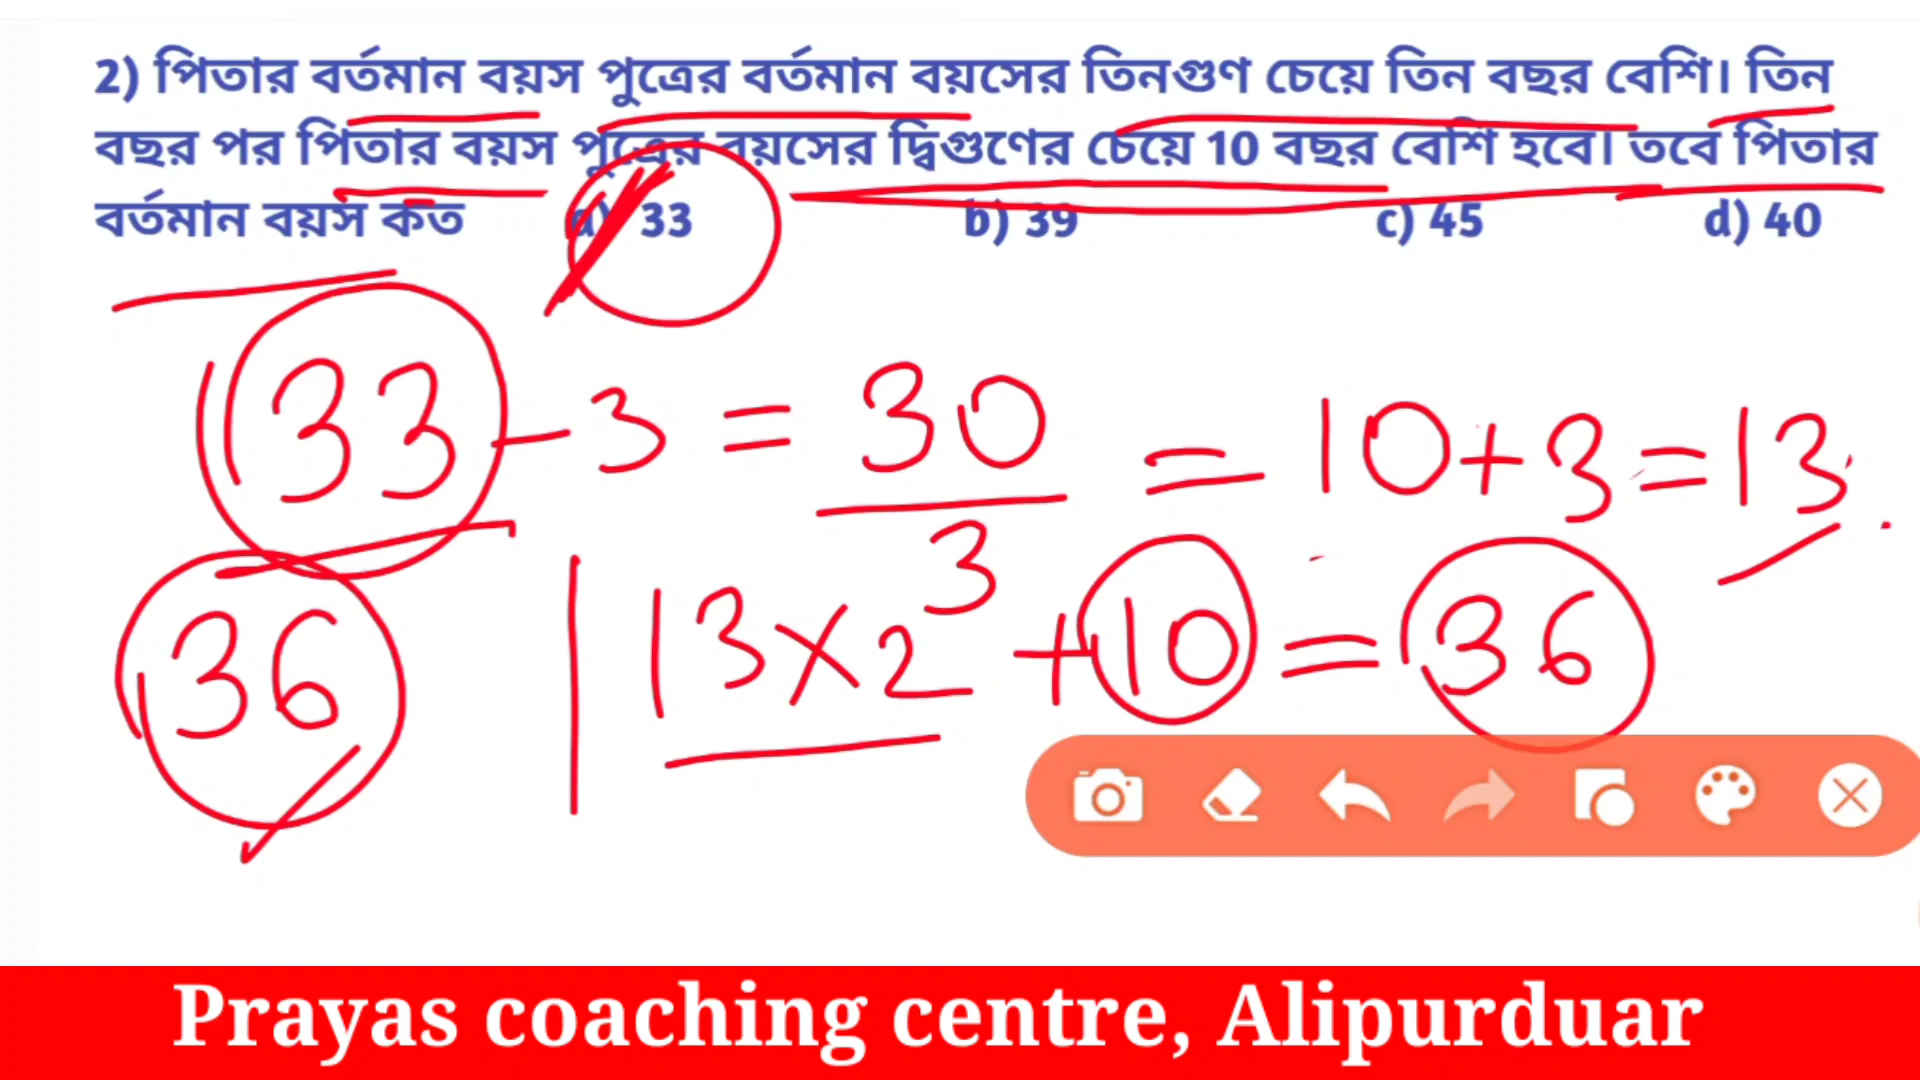 2) পিতার বর্তমান বয়স পুত্রের বর্তমান বয়সের তিনগুণ চেয়ে তিন বছর বেশি। তিন
বছর পর পিতার বয়স পুত্রের বয়সের দ্বিগুণের চেয়ে 10 বছর বেশি হবে। তবে পিতার
বর্তমান বয়স কত a) 33 b) 39 c) 45 d) 40
33 - 3 = 30 = 10 + 3 = 13
3
36 13 × 2 + 10 = 36
Prayas coaching centre, Alipurduar